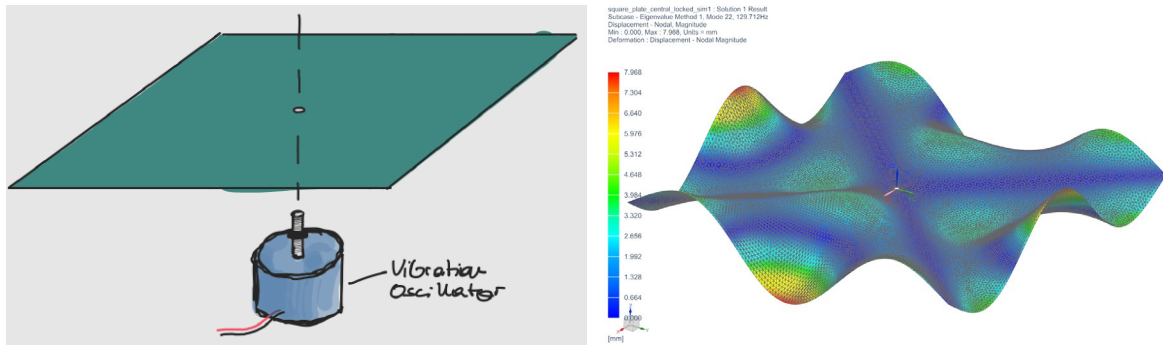 Vibration
Oscillator
square_plate_central_locked_sim1 : Solution 1 Result
Subcase - Eigenvalue Method 1, Mode 22, 129.712Hz
Displacement - Nodal, Magnitude
Min : 0.000, Max : 7.968, Units = mm
Deformation : Displacement - Nodal Magnitude
7.968
7.304
6.640
5.976
5.312
4.648
3.984
3.320
2.656
1.992
1.328
0.664
0.000
[mm]